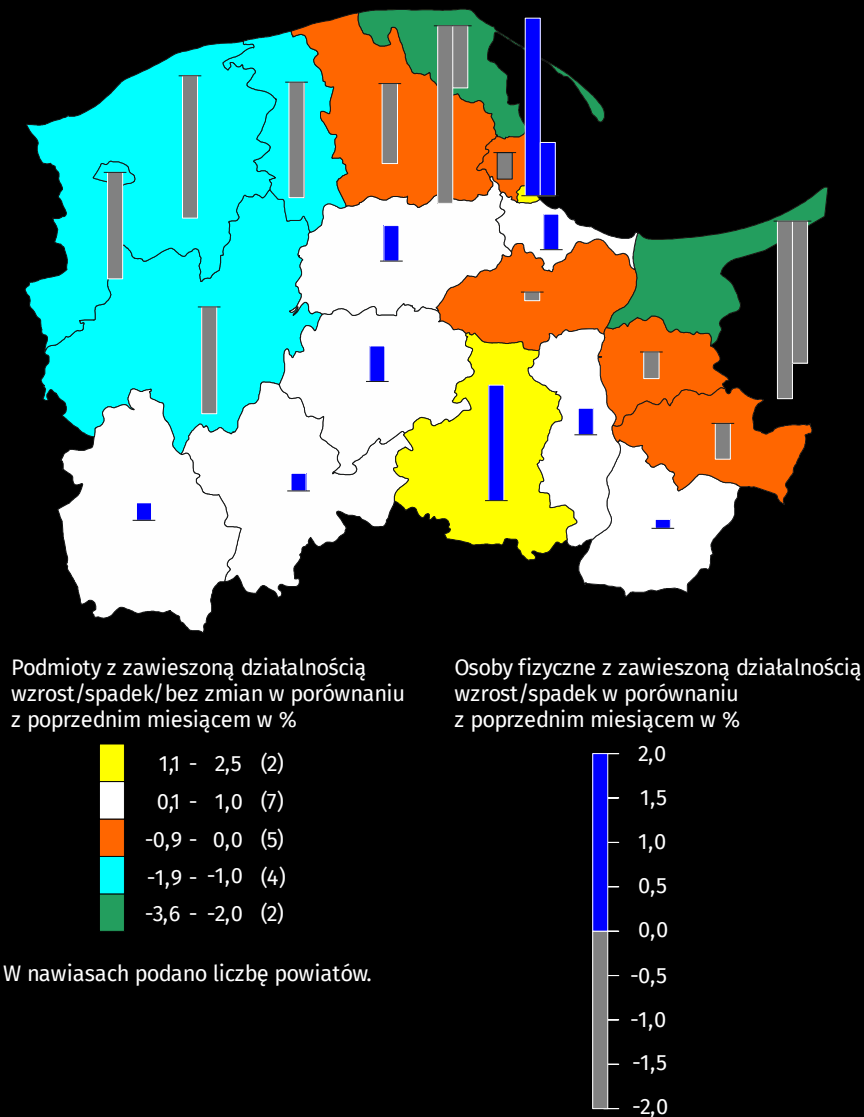 Podmioty z zawieszoną działalnością
wzrost/spadek/bez zmian w porównaniu
z poprzednim miesiącem w %
1,1 - 2,5 (2)
0,1 - 1,0 (7)
-0,9 - 0,0 (5)
-1,9 - -1,0 (4)
-3,6 - -2,0 (2)
W nawiasach podano liczbę powiatów.
Osoby fizyczne z zawieszoną działalnością
wzrost/spadek w porównaniu
z poprzednim miesiącem w %
2,0
1,5
1,0
0,5
0,0
-0,5
-1,0
-1,5
-2,0